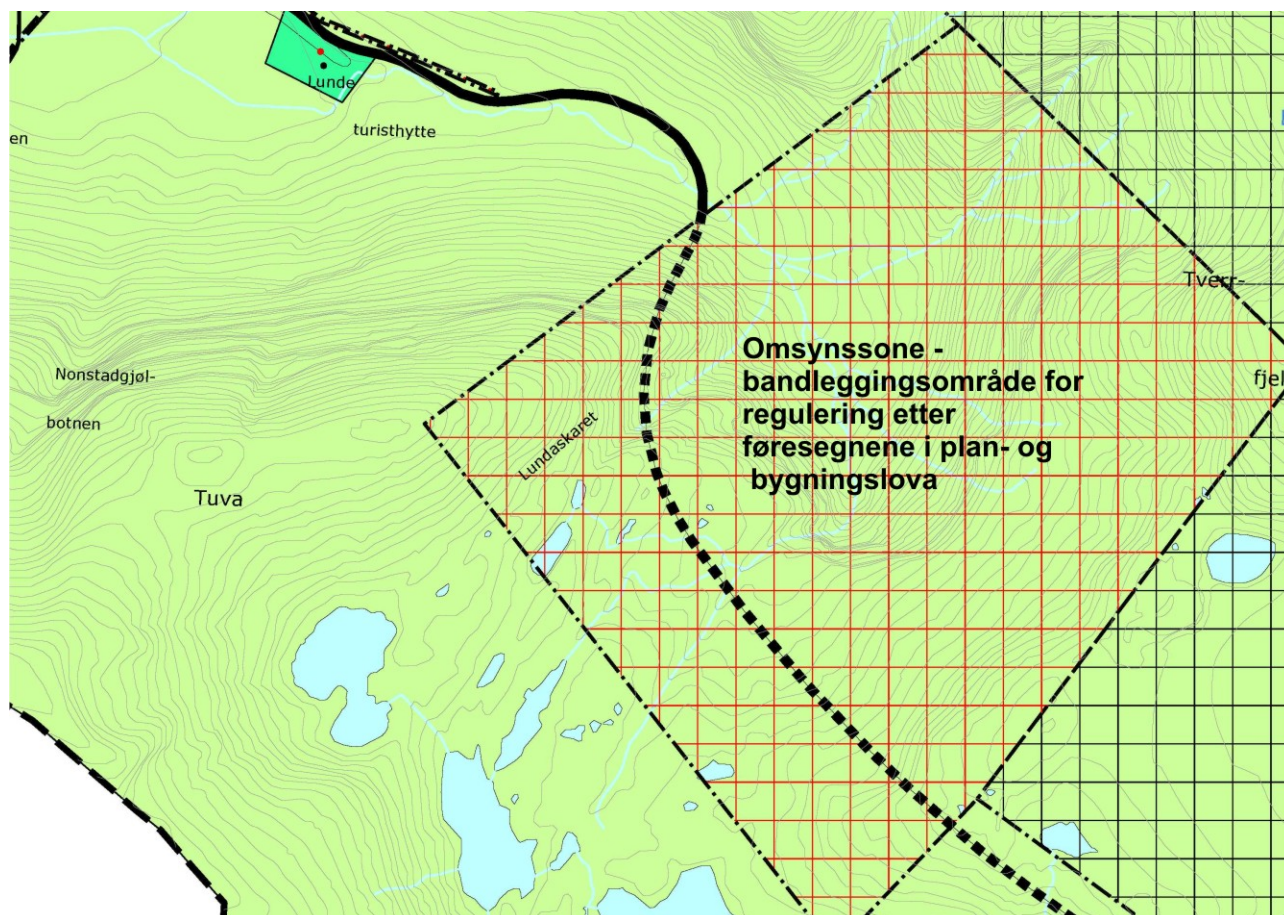 Lunde
turisthytte
en
Tverr-
Omsynssone -
bandleggingsområde for
regulering etter
føresegnene i plan- og
bygningslova
Nonstadgjøl-
botnen
fjel
Lundaskaret
Tuva